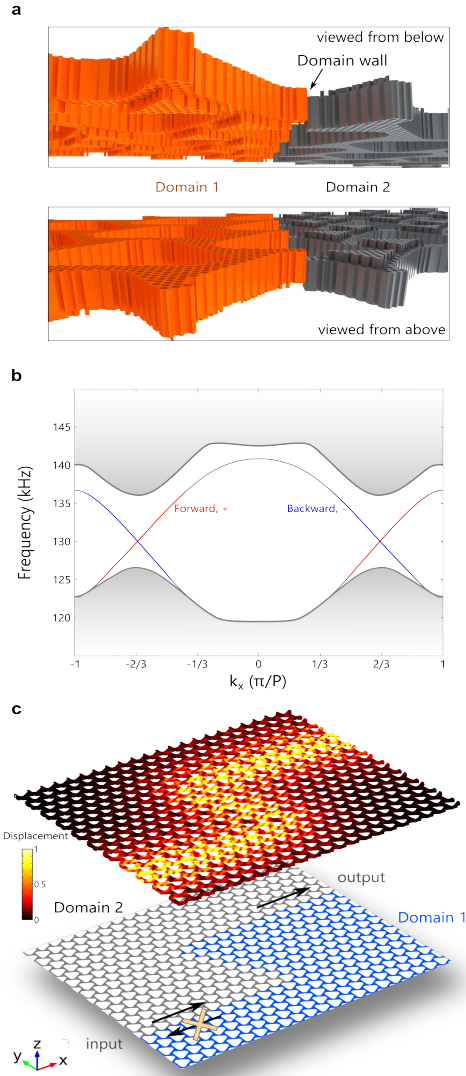 a
viewed from below
Domain wall
Domain 1
Domain 2
viewed from above
b
145
140
135
130
125
120
Frequency (kHz)
Forward, +
Backward, -
-1
-2/3
-1/3
0
1/3
2/3
1
kx (π/P)
c
Displacement
1
0.5
0
output
Domain 2
Domain 1
input
z
y
x